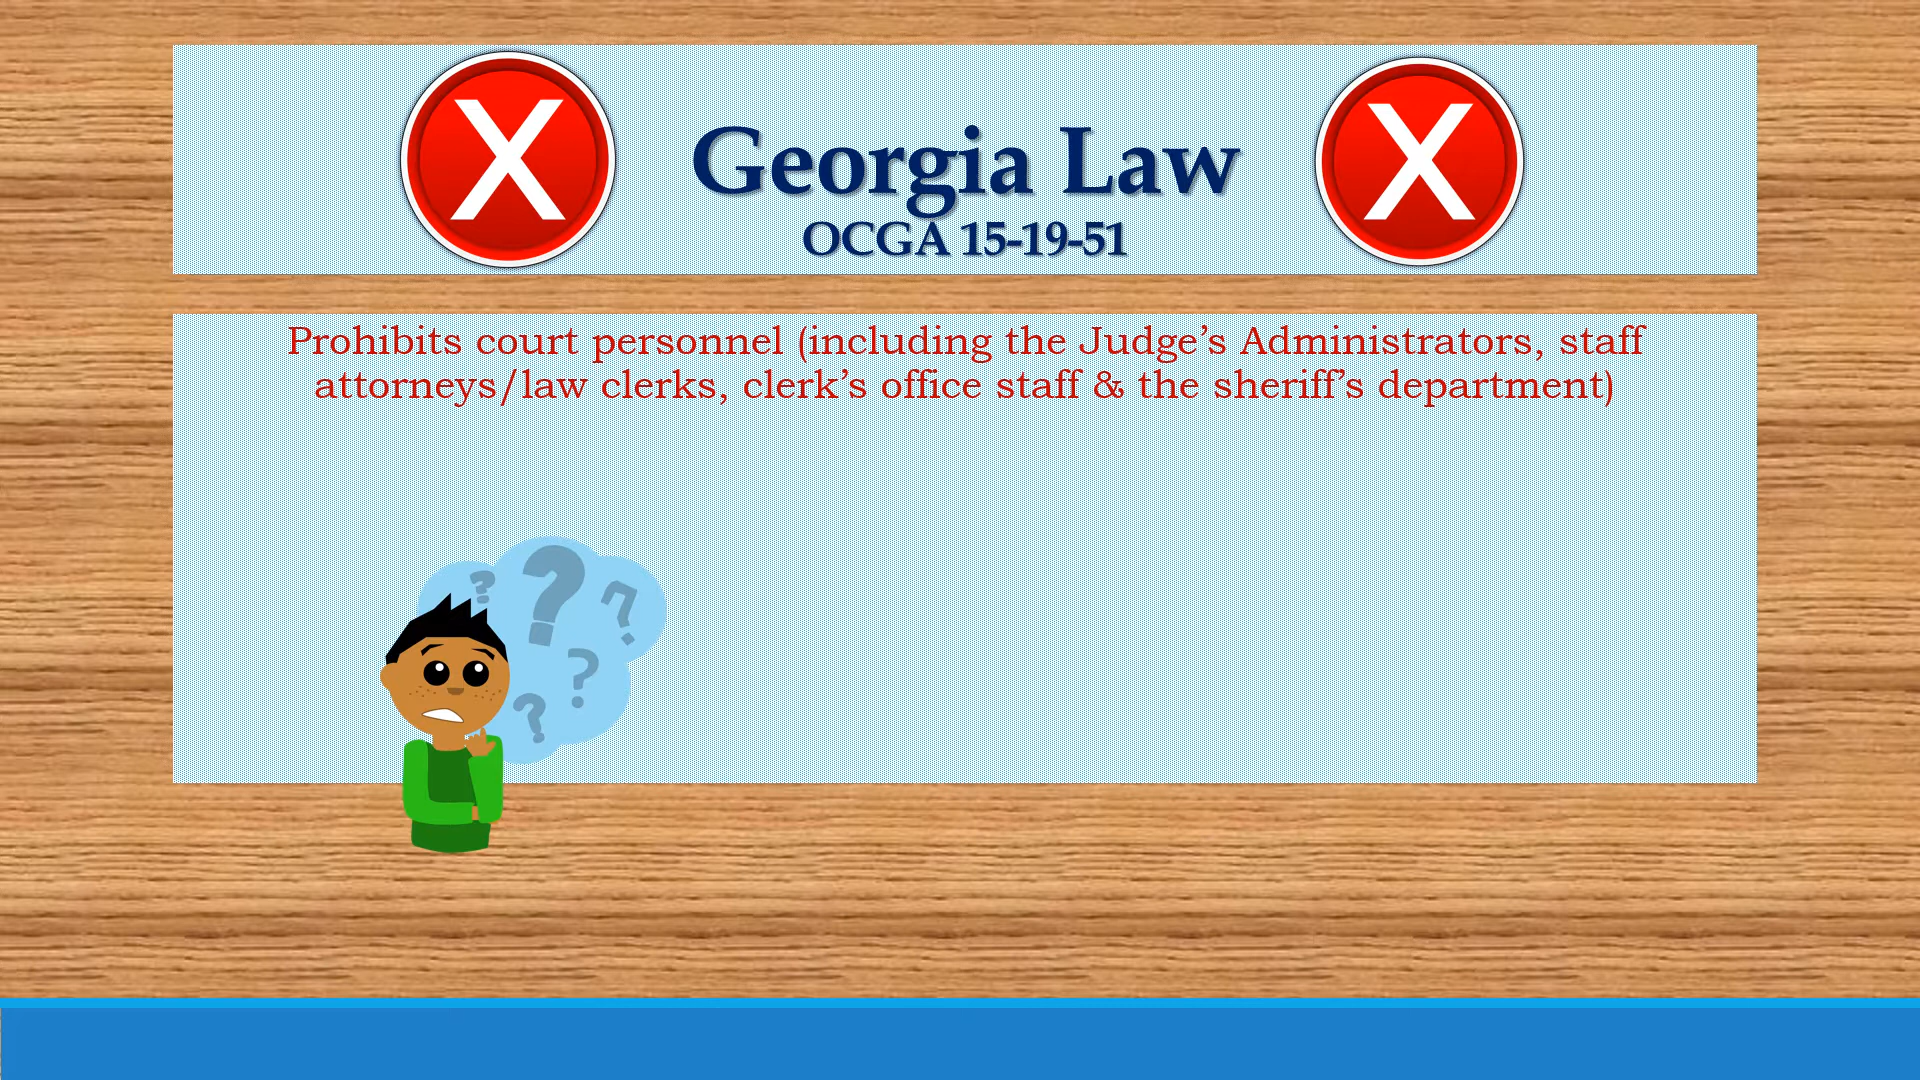 X
X
Georgia Law
OCGA 15-19-51
Prohibits court personnel (including the Judge’s Administrators, staff
attorneys/law clerks, clerk’s office staff & the sheriff’s department)
? ? ?
?
?